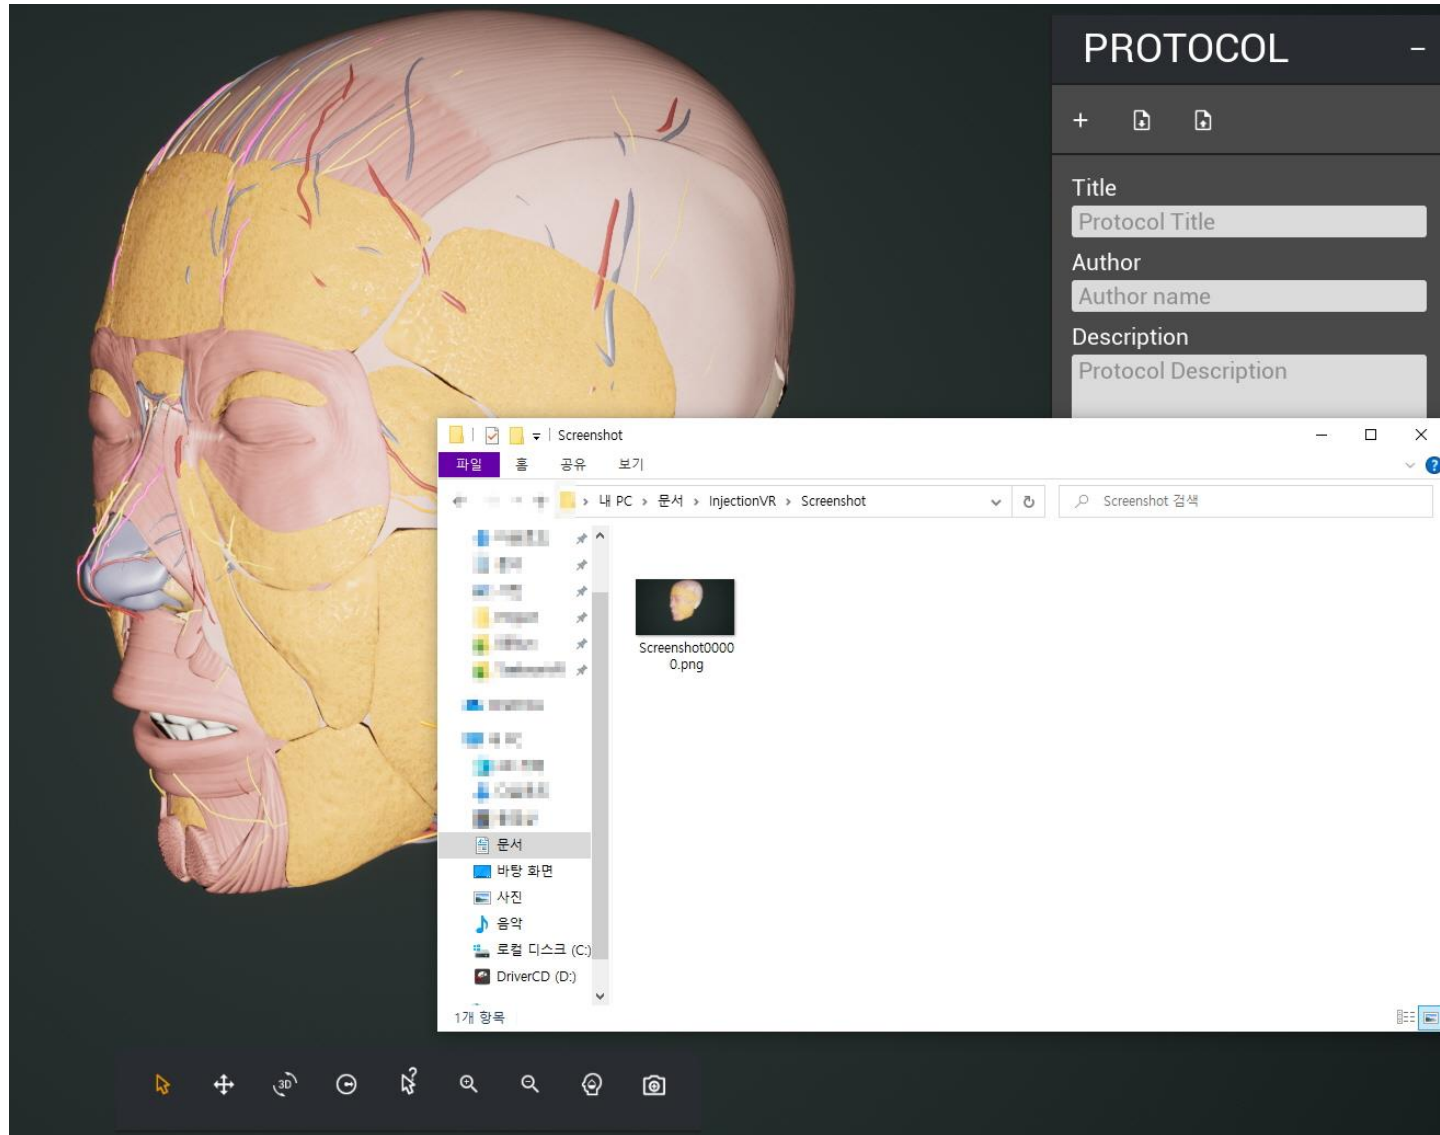 PROTOCOL
Title
Protocol Title
Author
Author name
Description
Protocol Description
Screenshot
파일 홈 공유 보기
내 PC > 문서 > InjectionVR > Screenshot
Screenshot 검색
Screenshot0000
0.png
문서
바탕 화면
사진
음악
로컬 디스크 (C:)
DriverCD (D:)
1개 항목
3D